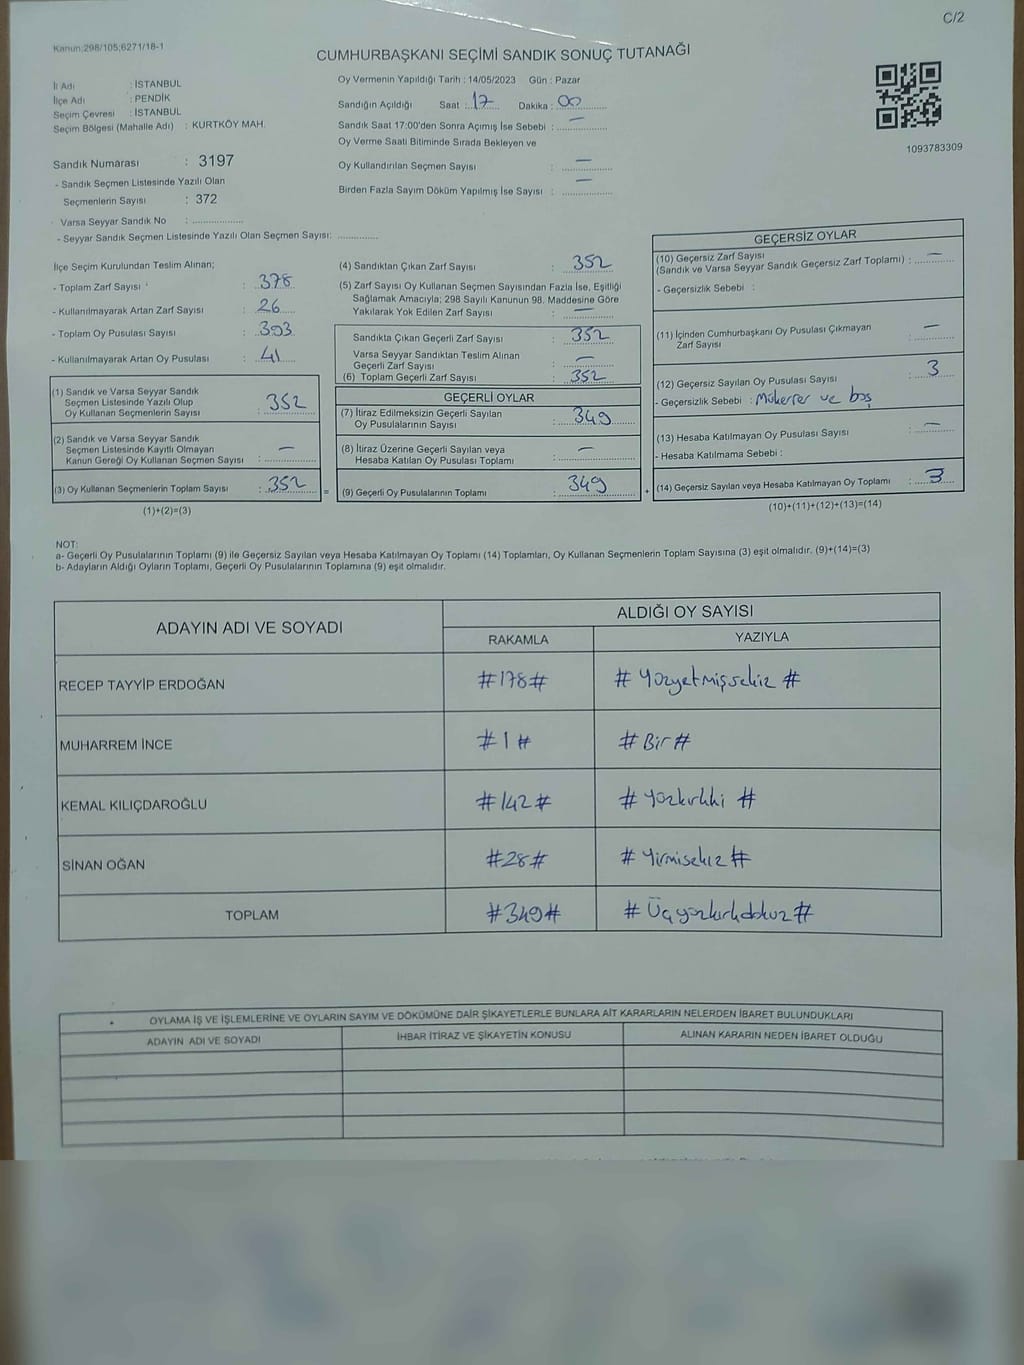 C/2
Kanun:298/105;6271/18-1
CUMHURBAŞKANI SEÇİMİ SANDIK SONUÇ TUTANAĞI
İl Adı : İSTANBUL
İlçe Adı : PENDİK
Seçim Çevresi : İSTANBUL
Seçim Bölgesi (Mahalle Adı) : KURTKÖY MAH.
Sandık Numarası : 3197
- Sandık Seçmen Listesinde Yazılı Olan
Seçmenlerin Sayısı : 372
- Varsa Seyyar Sandık No : ...................
- Seyyar Sandık Seçmen Listesinde Yazılı Olan Seçmen Sayısı: ...............
Oy Vermenin Yapıldığı Tarih : 14/05/2023 Gün : Pazar
Sandığın Açıldığı Saat : 17 Dakika : 00
Sandık Saat 17:00'den Sonra Açımış İse Sebebi : —
Oy Verme Saati Bitiminde Sırada Bekleyen ve
Oy Kullandırılan Seçmen Sayısı : —
Birden Fazla Sayım Döküm Yapılmış İse Sayısı : —
1093783309
İlçe Seçim Kurulundan Teslim Alınan;
- Toplam Zarf Sayısı : 378
- Kullanılmayarak Artan Zarf Sayısı : 26
- Toplam Oy Pusulası Sayısı : 393
- Kullanılmayarak Artan Oy Pusulası : 41
(1) Sandık ve Varsa Seyyar Sandık
Seçmen Listesinde Yazılı Olup
Oy Kullanan Seçmenlerin Sayısı : 352
(2) Sandık ve Varsa Seyyar Sandık
Seçmen Listesinde Kayıtlı Olmayan
Kanun Gereği Oy Kullanan Seçmen Sayısı : —
(3) Oy Kullanan Seçmenlerin Toplam Sayısı : 352 =
(1)+(2)=(3)
(4) Sandıktan Çıkan Zarf Sayısı : 352
(5) Zarf Sayısı Oy Kullanan Seçmen Sayısından Fazla İse, Eşitliği
Sağlamak Amacıyla; 298 Sayılı Kanunun 98. Maddesine Göre
Yakılarak Yok Edilen Zarf Sayısı : —
Sandıkta Çıkan Geçerli Zarf Sayısı : 352
Varsa Seyyar Sandıktan Teslim Alınan
Geçerli Zarf Sayısı : —
(6) Toplam Geçerli Zarf Sayısı : 352
GEÇERLİ OYLAR
(7) İtiraz Edilmeksizin Geçerli Sayılan
Oy Pusulalarının Sayısı : 349
(8) İtiraz Üzerine Geçerli Sayılan veya
Hesaba Katılan Oy Pusulası Toplamı : —
(9) Geçerli Oy Pusulalarının Toplamı : 349 +
GEÇERSİZ OYLAR
(10) Geçersiz Zarf Sayısı
(Sandık ve Varsa Seyyar Sandık Geçersiz Zarf Toplamı) : —
- Geçersizlik Sebebi :
(11) İçinden Cumhurbaşkanı Oy Pusulası Çıkmayan
Zarf Sayısı : —
(12) Geçersiz Sayılan Oy Pusulası Sayısı : 3
- Geçersizlik Sebebi : Mükerrer ve boş
(13) Hesaba Katılmayan Oy Pusulası Sayısı : —
- Hesaba Katılmama Sebebi :
(14) Geçersiz Sayılan veya Hesaba Katılmayan Oy Toplamı : 3
(10)+(11)+(12)+(13)=(14)
NOT:
a- Geçerli Oy Pusulalarının Toplamı (9) ile Geçersiz Sayılan veya Hesaba Katılmayan Oy Toplamı (14) Toplamları, Oy Kullanan Seçmenlerin Toplam Sayısına (3) eşit olmalıdır. (9)+(14)=(3)
b- Adayların Aldığı Oyların Toplamı, Geçerli Oy Pusulalarının Toplamına (9) eşit olmalıdır.
ADAYIN ADI VE SOYADI ALDIĞI OY SAYISI
RAKAMLA YAZIYLA
RECEP TAYYİP ERDOĞAN #178# # Yüzyetmişsekiz #
MUHARREM İNCE #1# # Bir #
KEMAL KILIÇDAROĞLU #142# # Yüzkırkiki #
SİNAN OĞAN #28# # Yirmisekiz #
TOPLAM #349# # Üçyüzkırkdokuz #
OYLAMA İŞ VE İŞLEMLERİNE VE OYLARIN SAYIM VE DÖKÜMÜNE DAİR ŞİKAYETLERLE BUNLARA AİT KARARLARIN NELERDEN İBARET BULUNDUKLARI
ADAYIN ADI VE SOYADI İHBAR İTİRAZ VE ŞİKAYETİN KONUSU ALINAN KARARIN NEDEN İBARET OLDUĞU